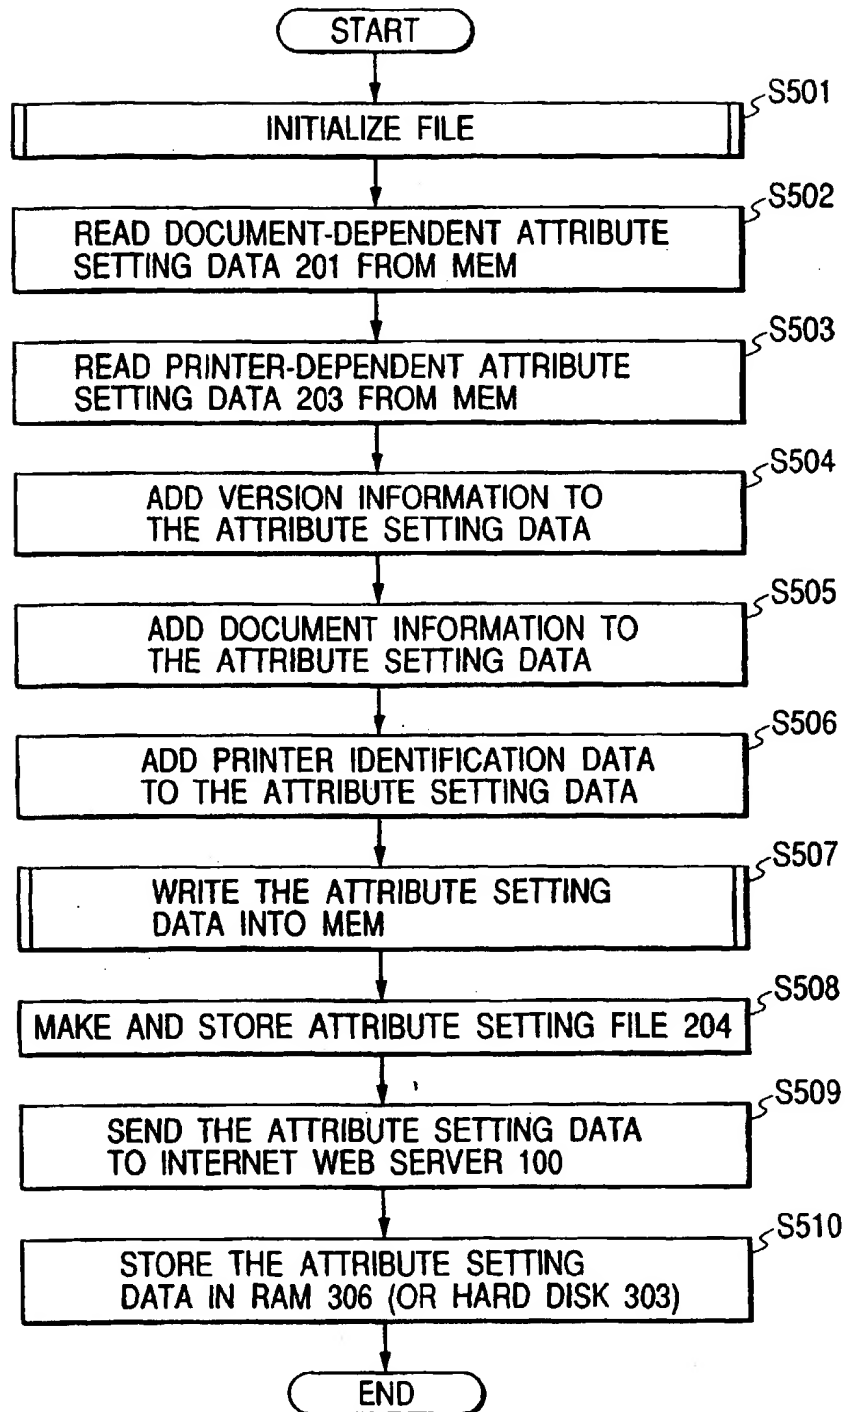 START
S501
INITIALIZE FILE
S502
READ DOCUMENT-DEPENDENT ATTRIBUTE
SETTING DATA 201 FROM MEM
S503
READ PRINTER-DEPENDENT ATTRIBUTE
SETTING DATA 203 FROM MEM
S504
ADD VERSION INFORMATION TO
THE ATTRIBUTE SETTING DATA
S505
ADD DOCUMENT INFORMATION TO
THE ATTRIBUTE SETTING DATA
S506
ADD PRINTER IDENTIFICATION DATA
TO THE ATTRIBUTE SETTING DATA
S507
WRITE THE ATTRIBUTE SETTING
DATA INTO MEM
S508
MAKE AND STORE ATTRIBUTE SETTING FILE 204
S509
SEND THE ATTRIBUTE SETTING DATA
TO INTERNET WEB SERVER 100
S510
STORE THE ATTRIBUTE SETTING
DATA IN RAM 306 (OR HARD DISK 303)
END